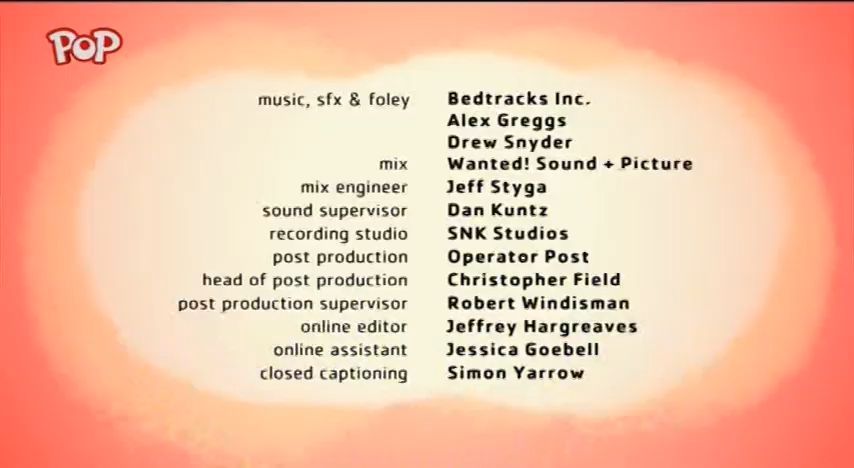 POP
music, sfx & foley Bedtracks Inc.
Alex Greggs
Drew Snyder
mix Wanted! Sound + Picture
mix engineer Jeff Styga
sound supervisor Dan Kuntz
recording studio SNK Studios
post production Operator Post
head of post production Christopher Field
post production supervisor Robert Windisman
online editor Jeffrey Hargreaves
online assistant Jessica Goebell
closed captioning Simon Yarrow